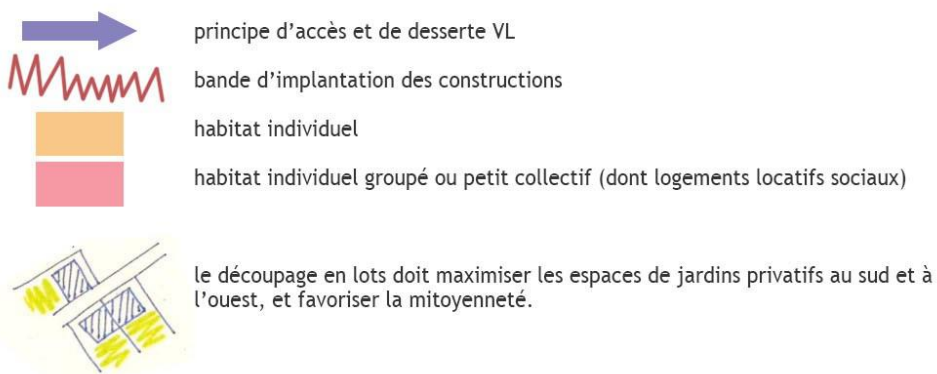 principe d'accès et de desserte VL
bande d'implantation des constructions
habitat individuel
habitat individuel groupé ou petit collectif (dont logements locatifs sociaux)
le découpage en lots doit maximiser les espaces de jardins privatifs au sud et à
l'ouest, et favoriser la mitoyenneté.